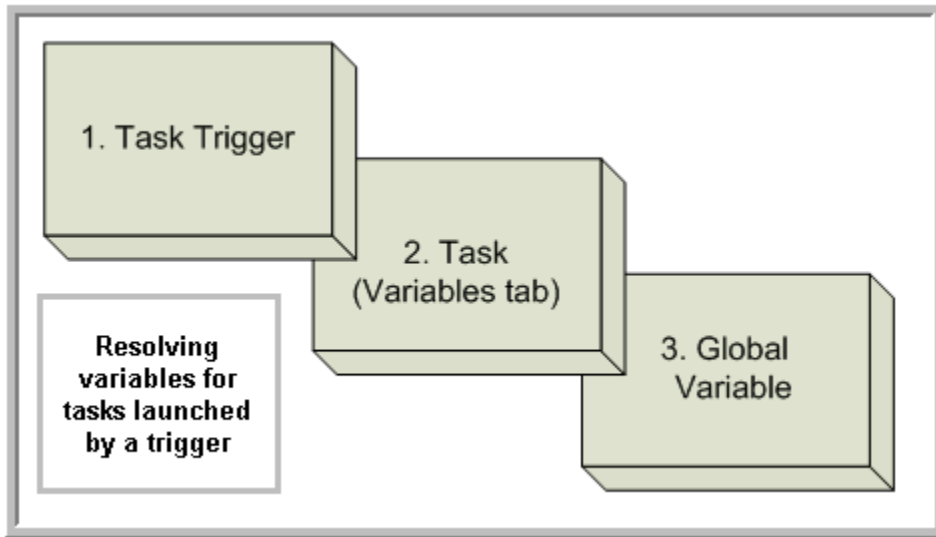 1. Task Trigger
2. Task
(Variables tab)
3. Global
Variable
Resolving
variables for
tasks launched
by a trigger